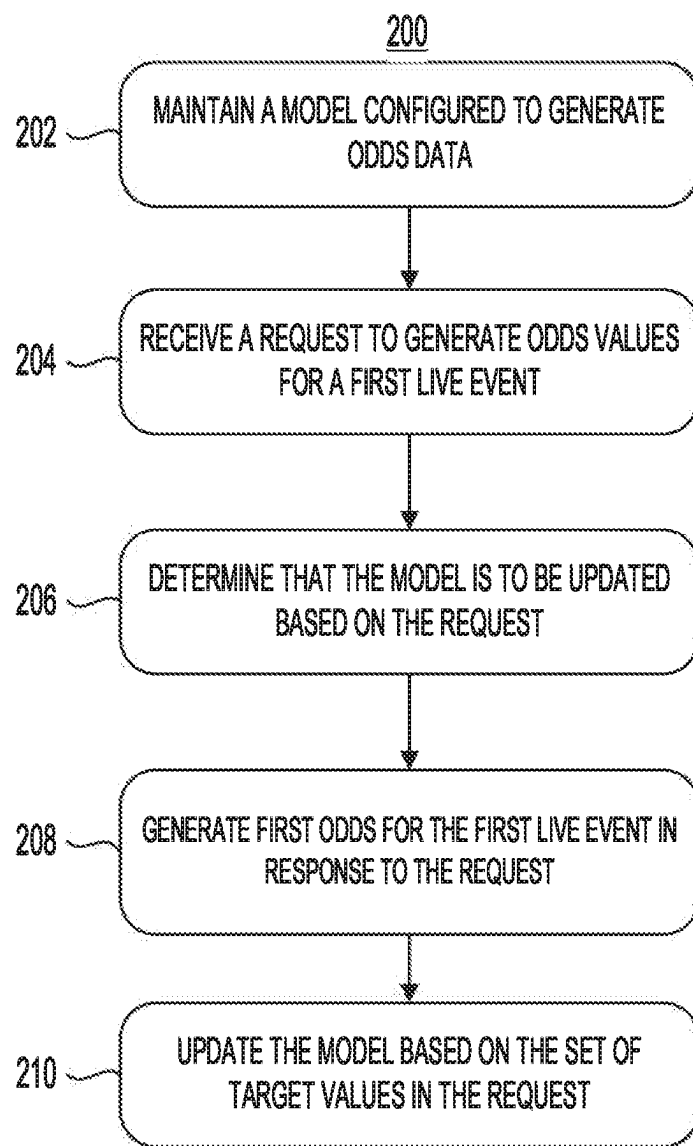 200
202
MAINTAIN A MODEL CONFIGURED TO GENERATE
ODDS DATA
204
RECEIVE A REQUEST TO GENERATE ODDS VALUES
FOR A FIRST LIVE EVENT
206
DETERMINE THAT THE MODEL IS TO BE UPDATED
BASED ON THE REQUEST
208
GENERATE FIRST ODDS FOR THE FIRST LIVE EVENT IN
RESPONSE TO THE REQUEST
210
UPDATE THE MODEL BASED ON THE SET OF
TARGET VALUES IN THE REQUEST